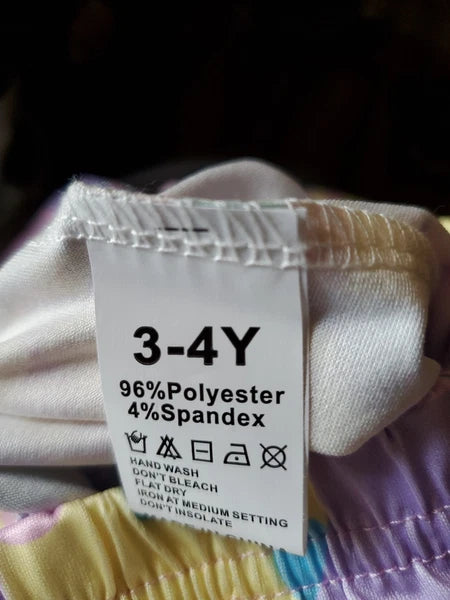 3-4Y
96%Polyester
4%Spandex
HAND WASH
DON'T BLEACH
FLAT DRY
IRON AT MEDIUM SETTING
DON'T INSOLATE